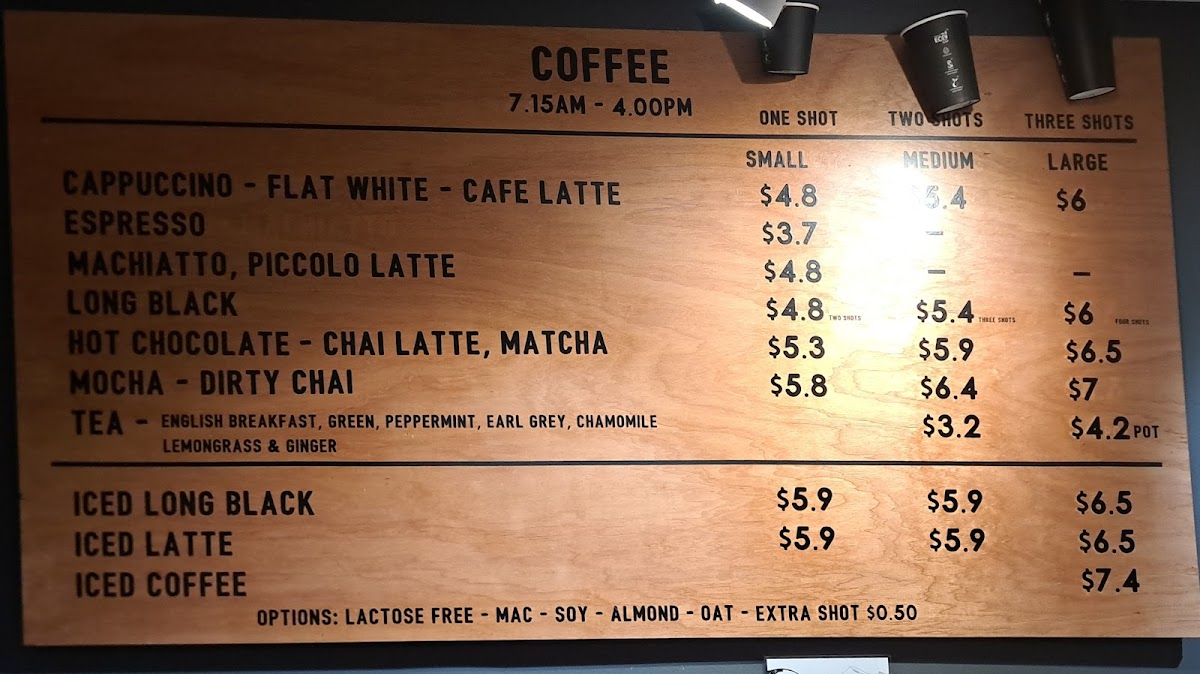 COFFEE
7.15AM - 4.00PM
ONE SHOT TWO SHOTS THREE SHOTS
SMALL MEDIUM LARGE
CAPPUCCINO - FLAT WHITE - CAFE LATTE $4.8 $5.4 $6
ESPRESSO $3.7 –
MACHIATTO, PICCOLO LATTE $4.8 – –
LONG BLACK $4.8 TWO SHOTS $5.4 THREE SHOTS $6 FOUR SHOTS
HOT CHOCOLATE - CHAI LATTE, MATCHA $5.3 $5.9 $6.5
MOCHA - DIRTY CHAI $5.8 $6.4 $7
TEA - ENGLISH BREAKFAST, GREEN, PEPPERMINT, EARL GREY, CHAMOMILE $3.2 $4.2 POT
LEMONGRASS & GINGER
ICED LONG BLACK $5.9 $5.9 $6.5
ICED LATTE $5.9 $5.9 $6.5
ICED COFFEE $7.4
OPTIONS: LACTOSE FREE - MAC - SOY - ALMOND - OAT - EXTRA SHOT $0.50